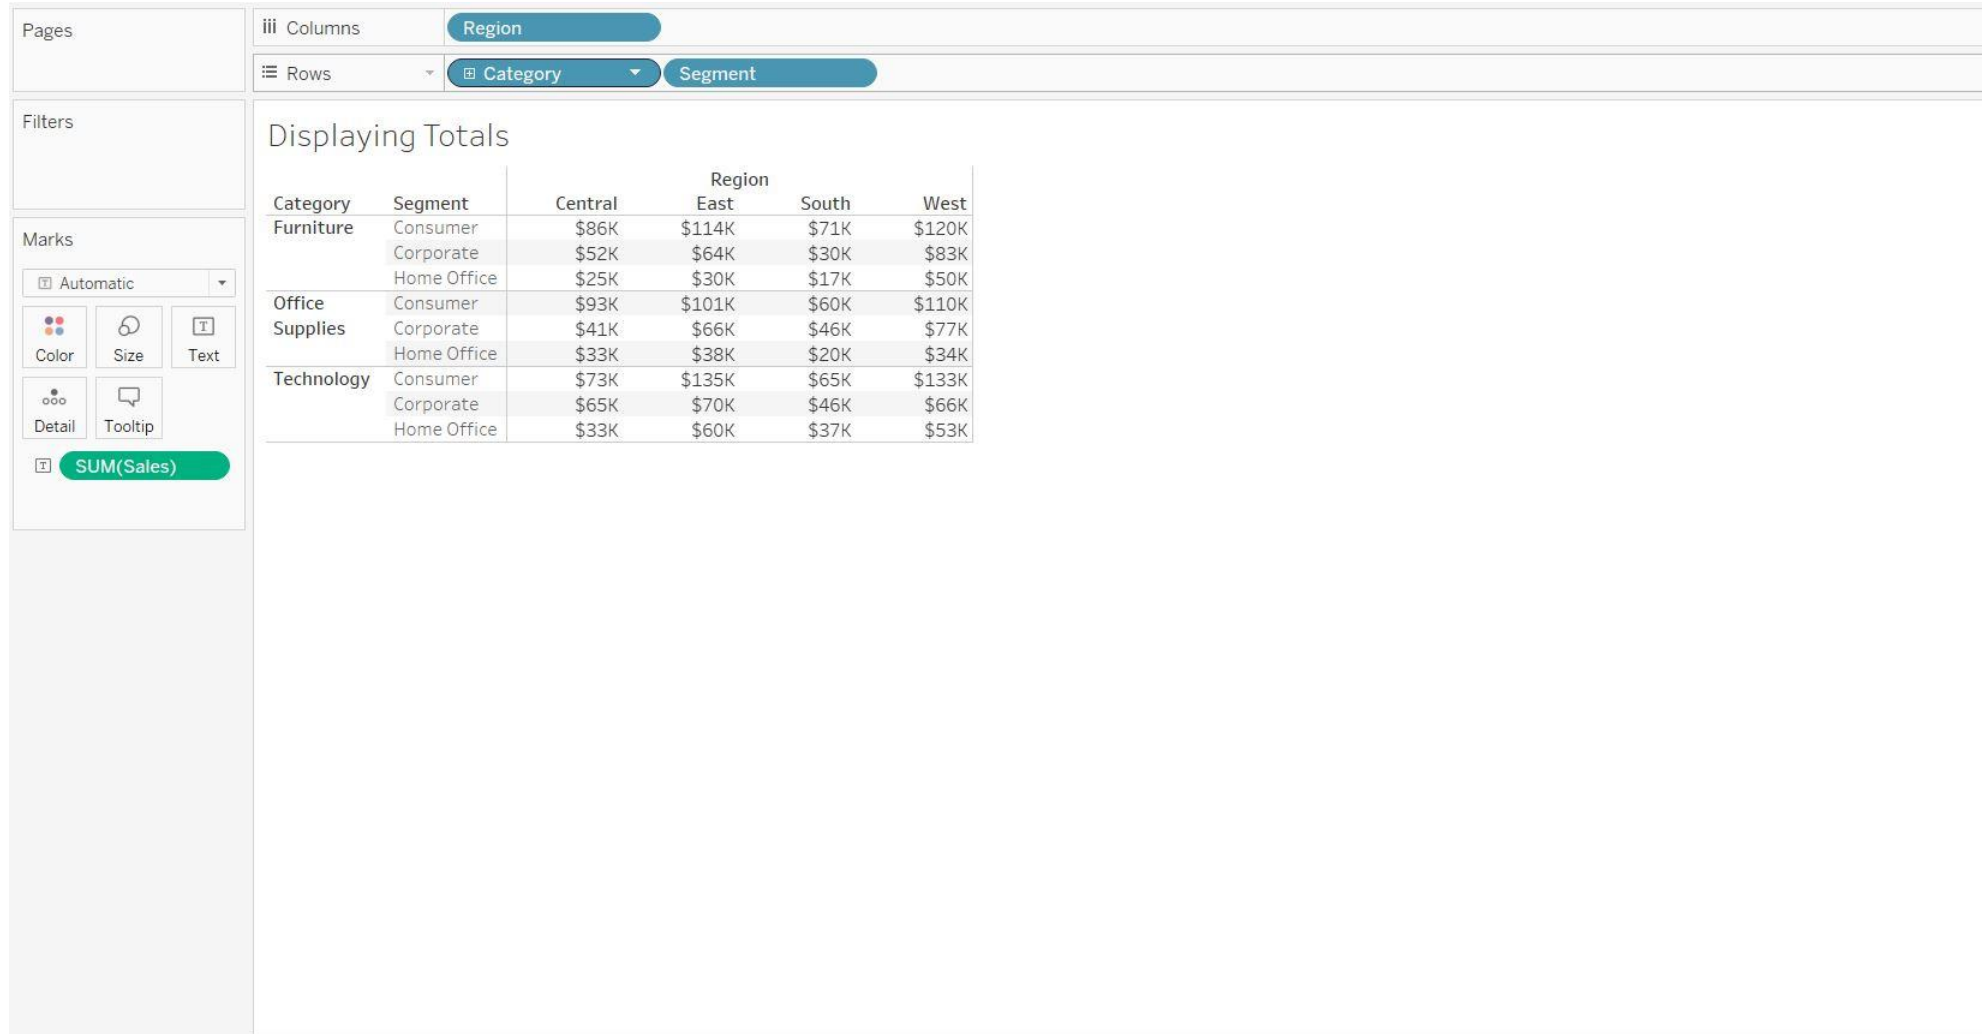 Pages
Columns Region
Rows Category Segment
Filters
Displaying Totals
Region
Category Segment Central East South West
Furniture Consumer $86K $114K $71K $120K
Corporate $52K $64K $30K $83K
Home Office $25K $30K $17K $50K
Office Consumer $93K $101K $60K $110K
Supplies Corporate $41K $66K $46K $77K
Home Office $33K $38K $20K $34K
Technology Consumer $73K $135K $65K $133K
Corporate $65K $70K $46K $66K
Home Office $33K $60K $37K $53K
Marks
T Automatic
T
Color Size Text
Detail Tooltip
T SUM(Sales)